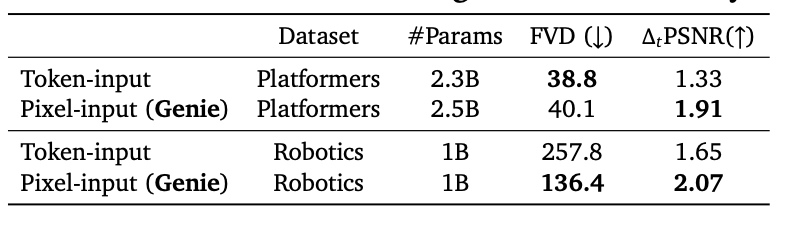 Dataset #Params FVD (↓) ΔₜPSNR(↑)
Token-input Platformers 2.3B 38.8 1.33
Pixel-input (Genie) Platformers 2.5B 40.1 1.91
Token-input Robotics 1B 257.8 1.65
Pixel-input (Genie) Robotics 1B 136.4 2.07